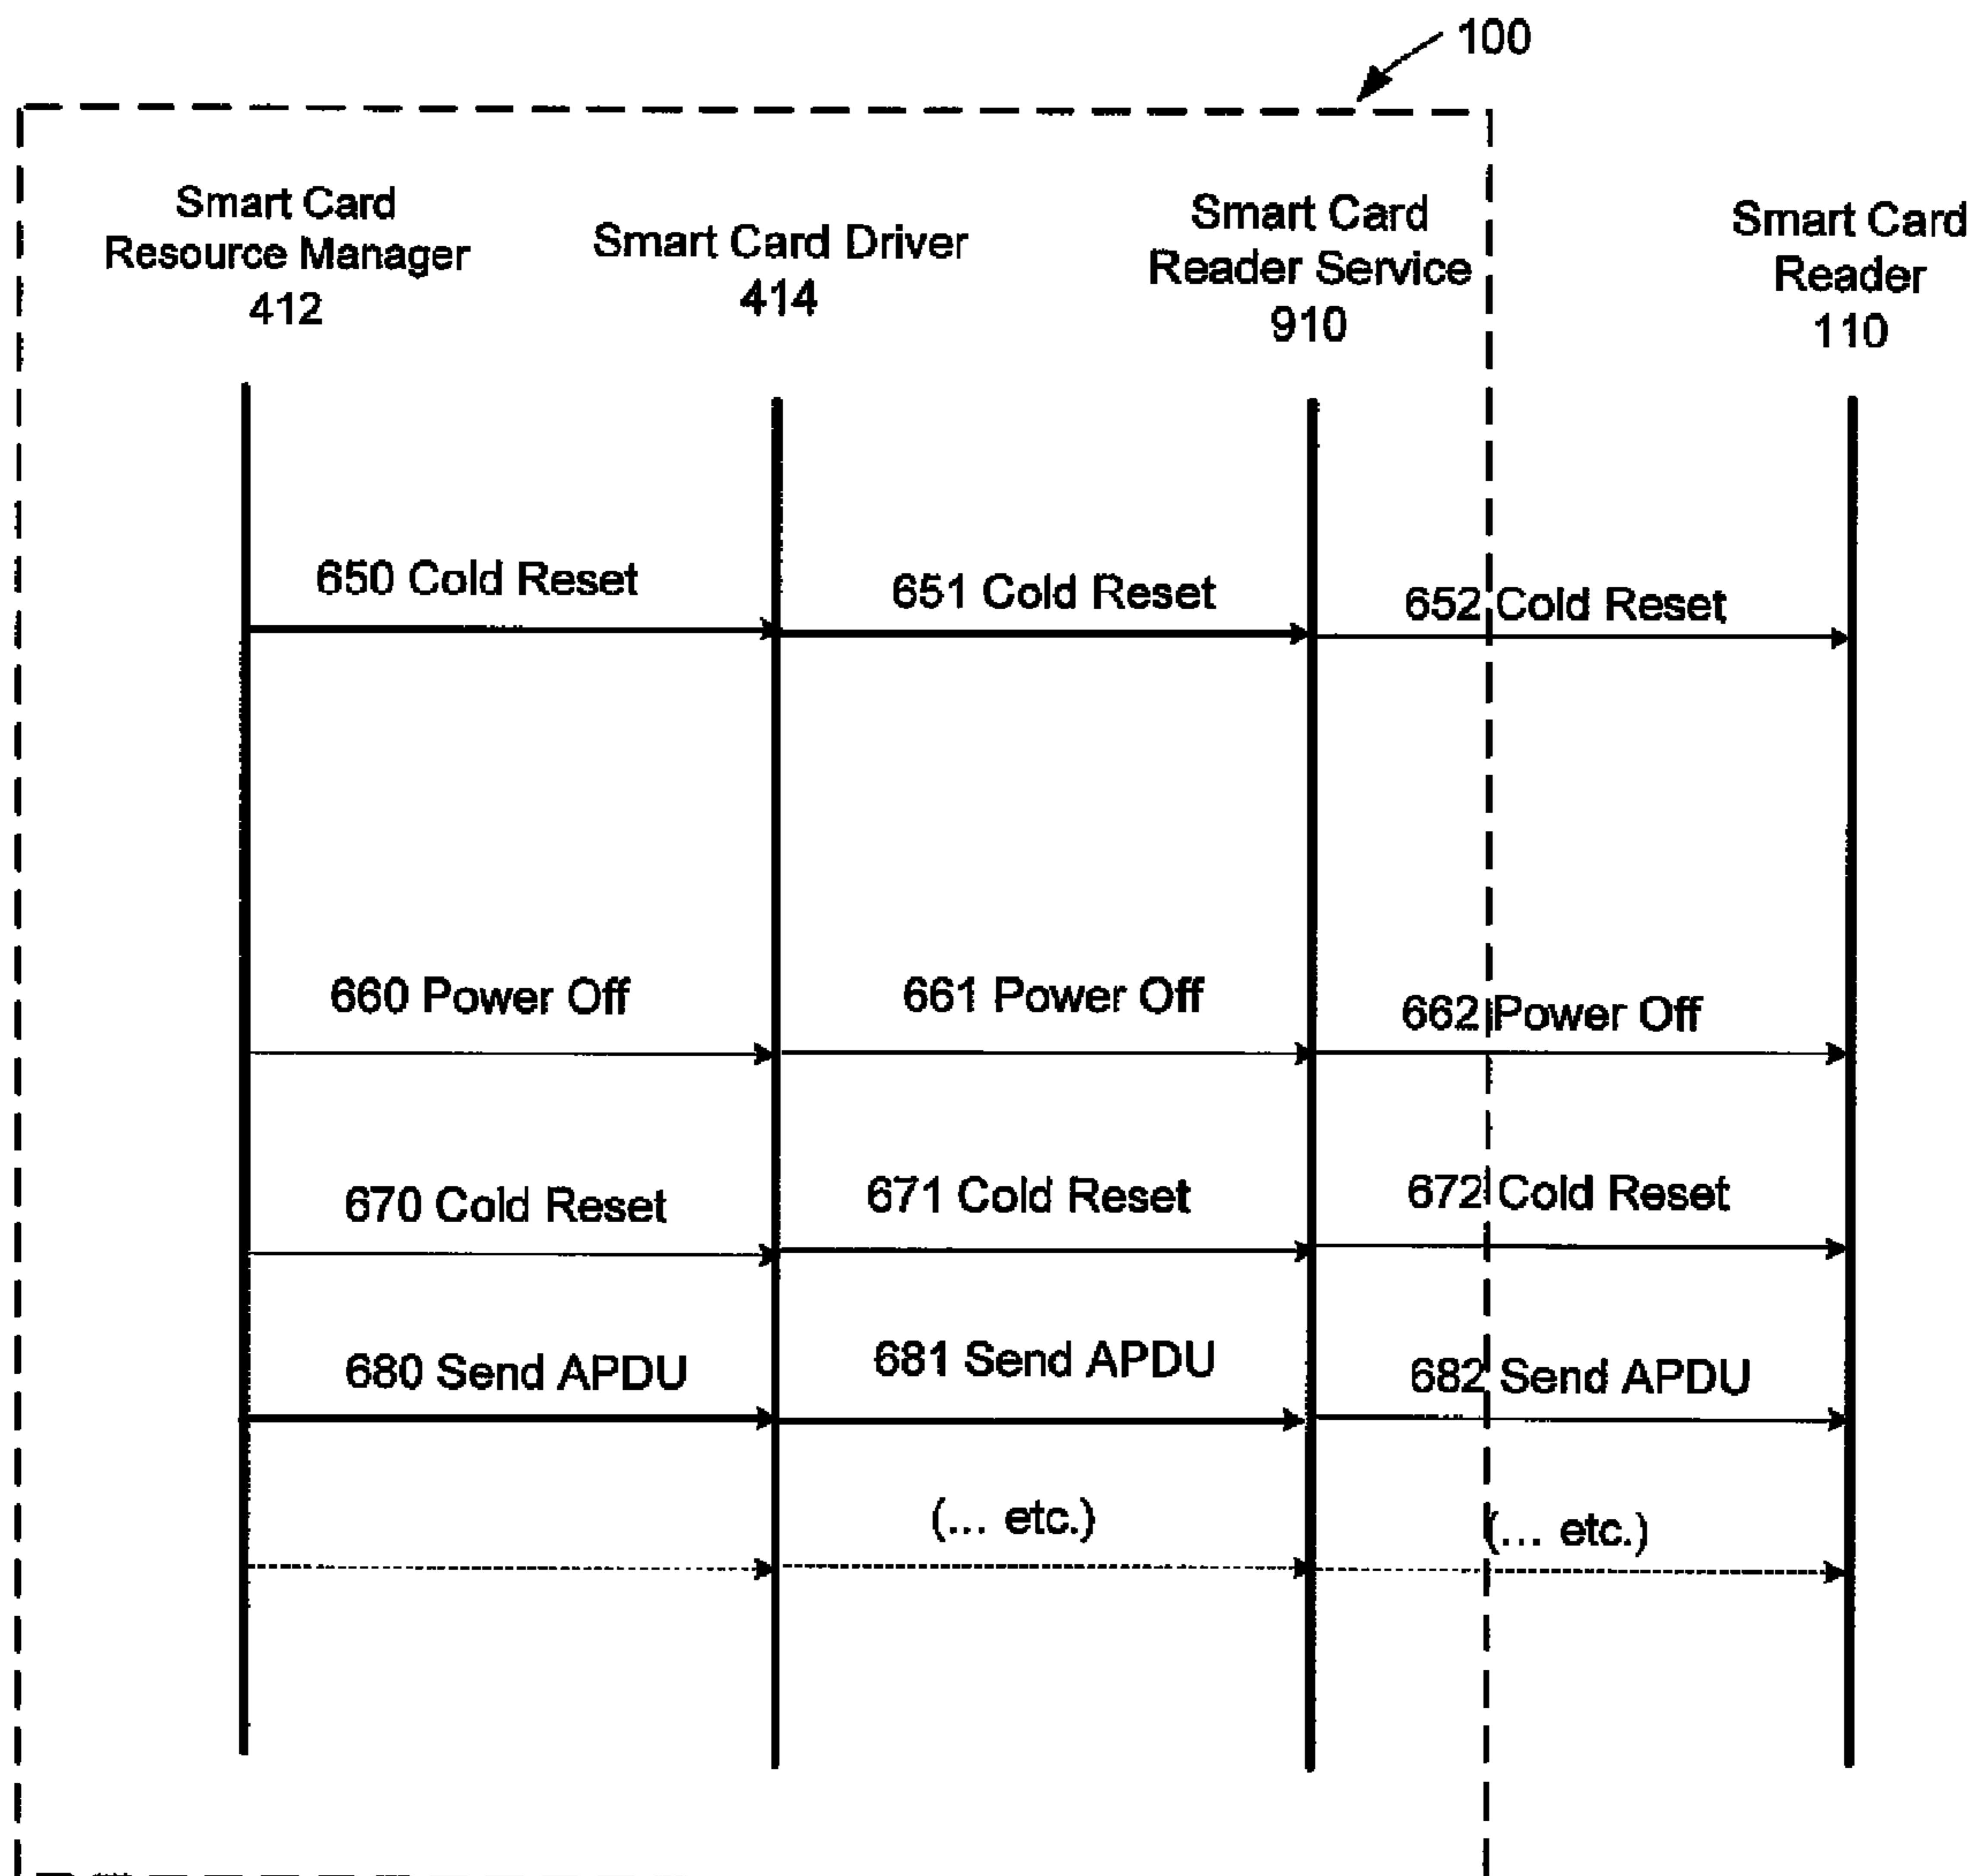 100
Smart Card
Resource Manager
412
Smart Card Driver
414
Smart Card
Reader Service
910
Smart Card
Reader
110
650 Cold Reset
651 Cold Reset
652 Cold Reset
660 Power Off
661 Power Off
662 Power Off
670 Cold Reset
671 Cold Reset
672 Cold Reset
680 Send APDU
681 Send APDU
682 Send APDU
(... etc.)
(... etc.)